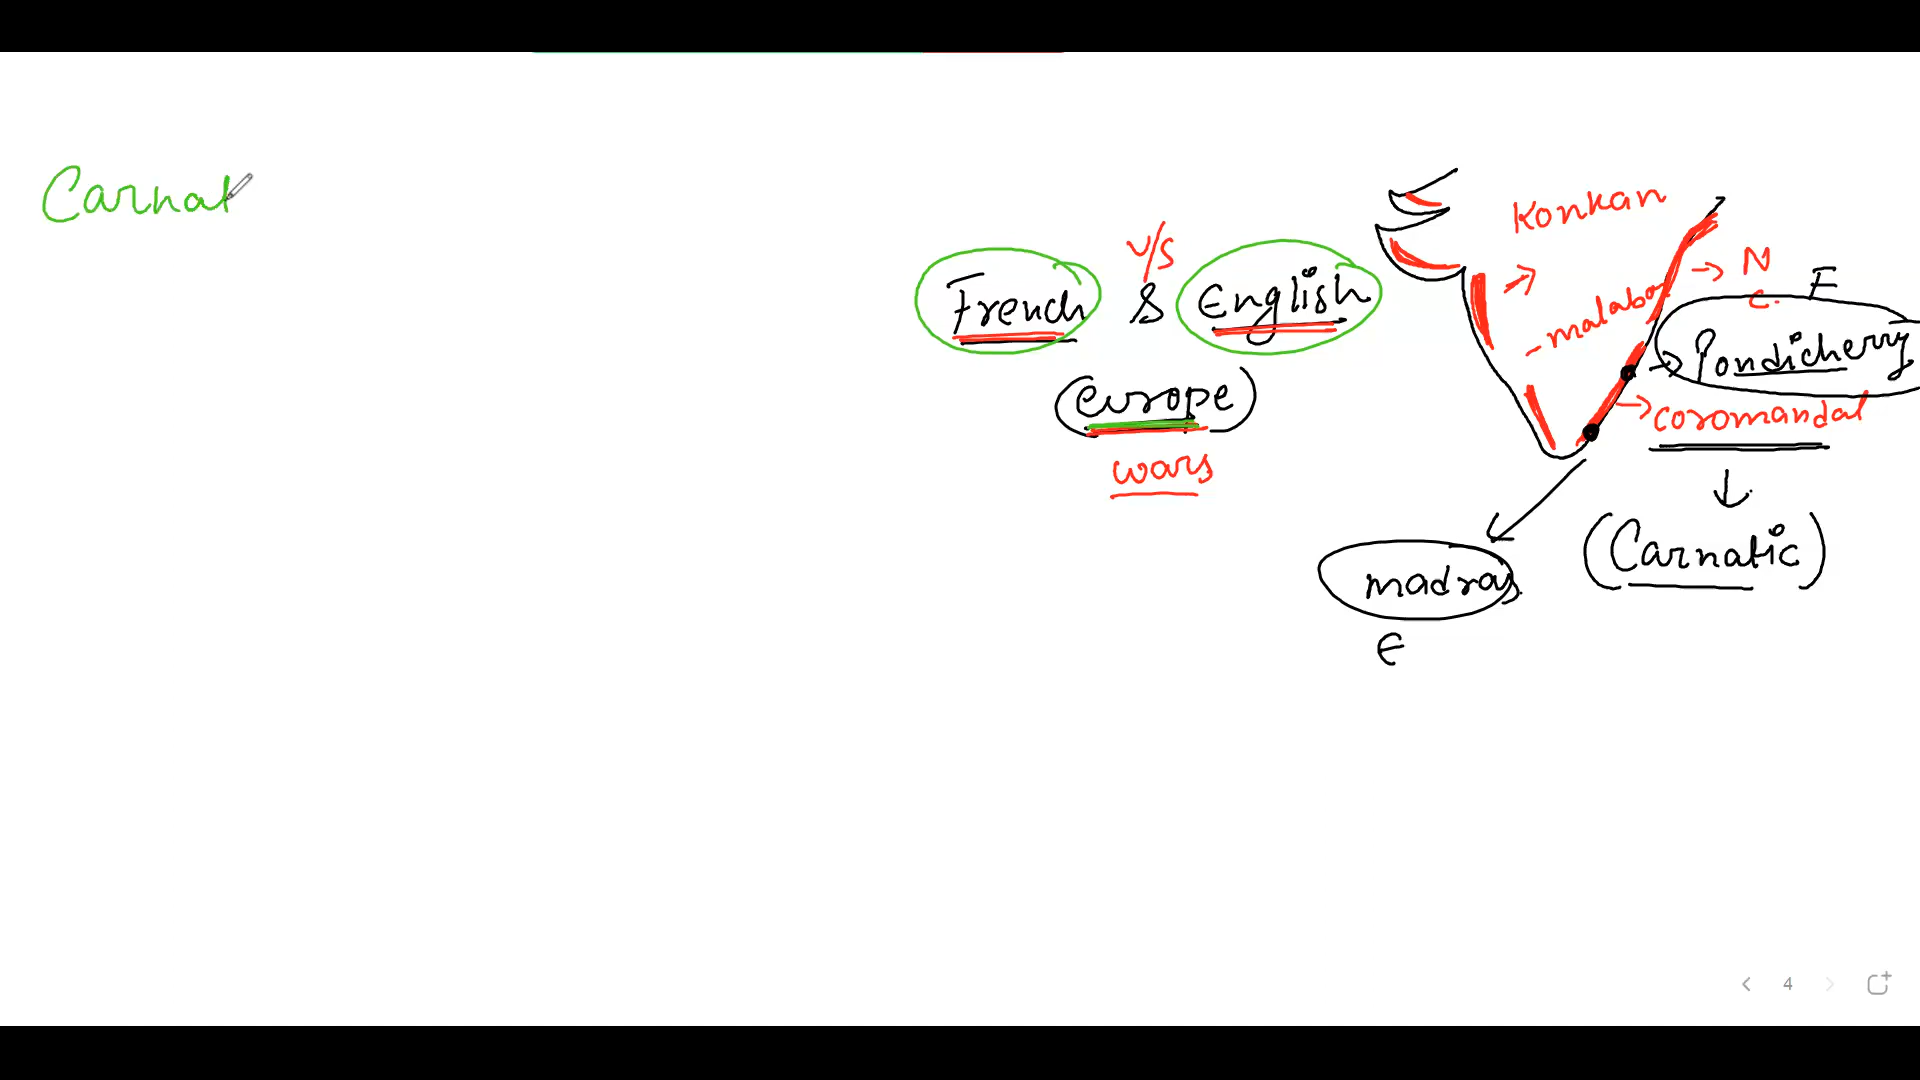 Carnat
French v/s & English
(europe)
wars
Konkan
malabar
N
C.
F
Pondicherry
coromandal
(Carnatic)
madras
E
4